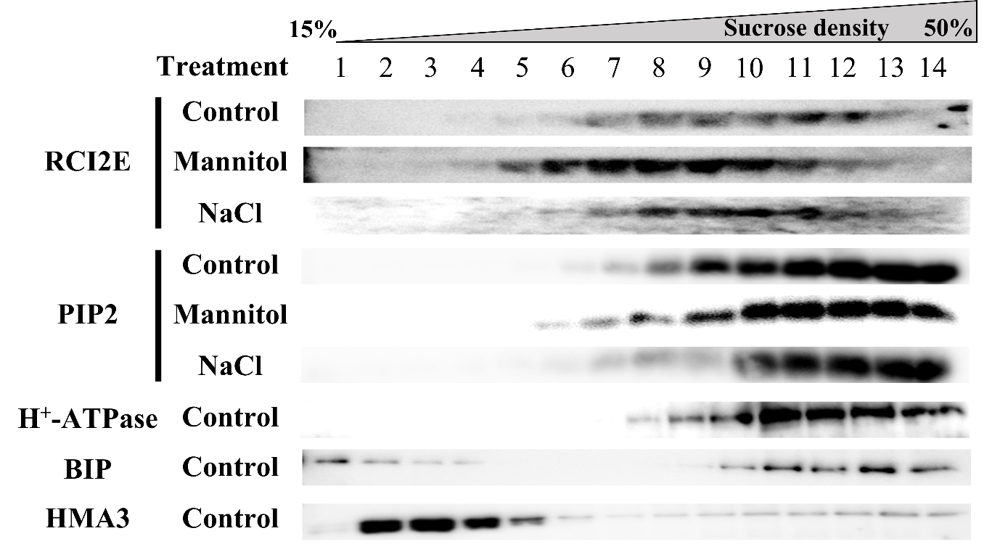 15% Sucrose density 50%
Treatment 1 2 3 4 5 6 7 8 9 10 11 12 13 14
Control
RCI2E Mannitol
NaCl
Control
PIP2 Mannitol
NaCl
H⁺-ATPase Control
BIP Control
HMA3 Control